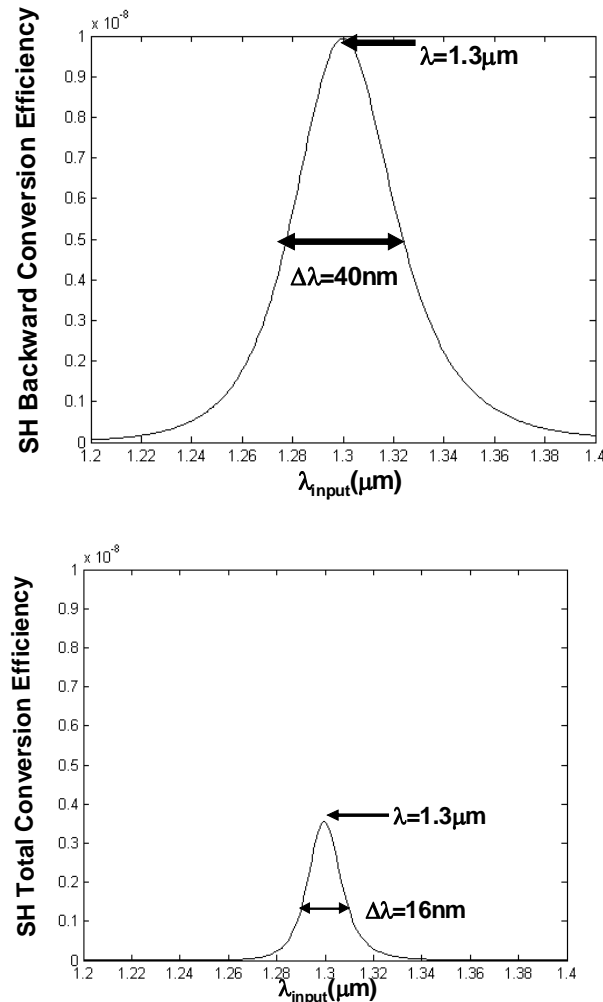 x 10-8
1
0.9
0.8
0.7
0.6
0.5
0.4
0.3
0.2
0.1
0
SH Backward Conversion Efficiency
λ=1.3μm
Δλ=40nm
1.2 1.22 1.24 1.26 1.28 1.3 1.32 1.34 1.36 1.38 1.4
λinput(μm)
x 10-8
1
0.9
0.8
0.7
0.6
0.5
0.4
0.3
0.2
0.1
0
SH Total Conversion Efficiency
λ=1.3μm
Δλ=16nm
1.2 1.22 1.24 1.26 1.28 1.3 1.32 1.34 1.36 1.38 1.4
λinput(μm)